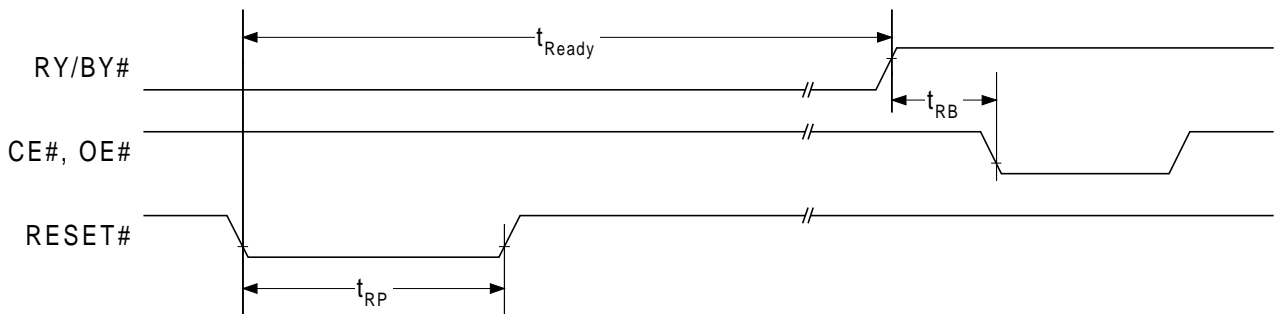 tReady
RY/BY#
tRB
CE#, OE#
RESET#
tRP